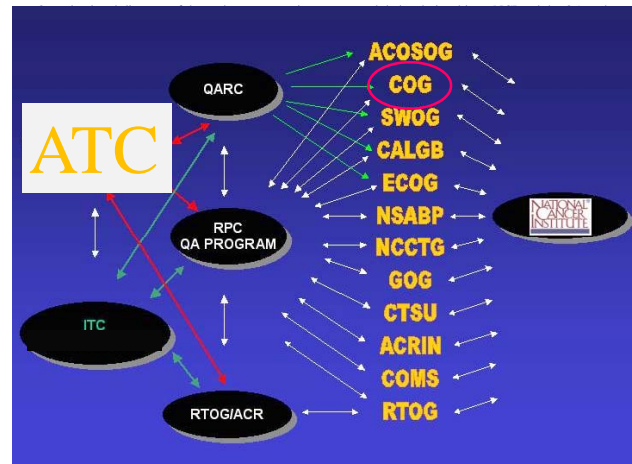 ACOSOG
COG
SWOG
CALGB
ECOG
NSABP
NCCTG
GOG
CTSU
ACRIN
COMS
RTOG
QARC
ATC
RPC
QA PROGRAM
ITC
RTOG/ACR
NATIONAL
CANCER
INSTITUTE